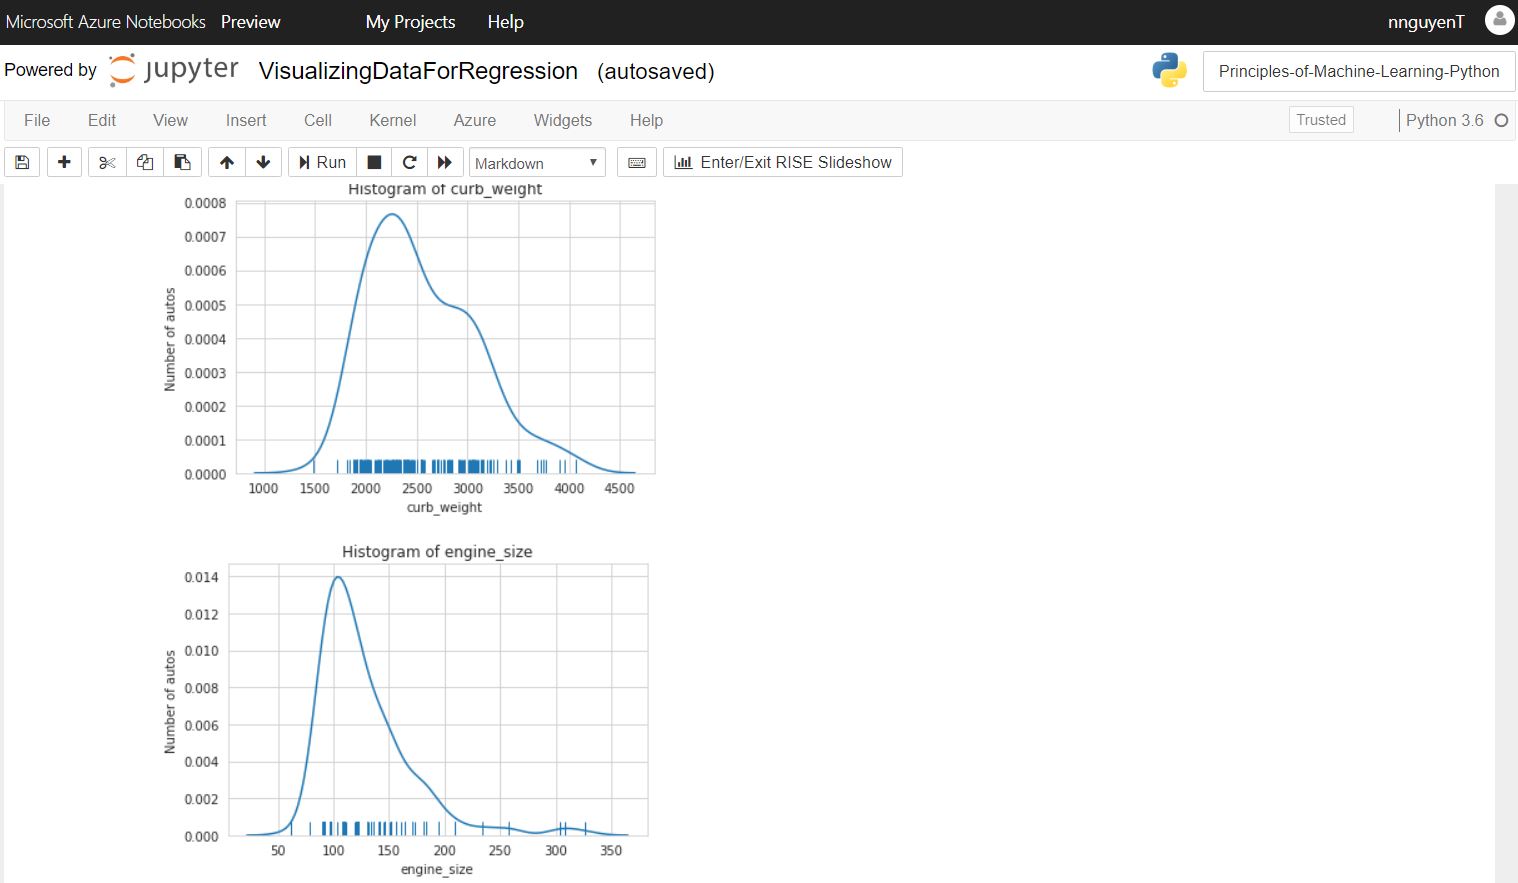 Microsoft Azure Notebooks Preview My Projects Help nnguyenT
Powered by jupyter VisualizingDataForRegression (autosaved) Principles-of-Machine-Learning-Python
File Edit View Insert Cell Kernel Azure Widgets Help Trusted Python 3.6
Run Markdown Enter/Exit RISE Slideshow
Histogram of curb_weight
0.0008
0.0007
0.0006
0.0005
0.0004
0.0003
0.0002
0.0001
0.0000
Number of autos
1000 1500 2000 2500 3000 3500 4000 4500
curb_weight
Histogram of engine_size
0.014
0.012
0.010
0.008
0.006
0.004
0.002
0.000
Number of autos
50 100 150 200 250 300 350
engine_size